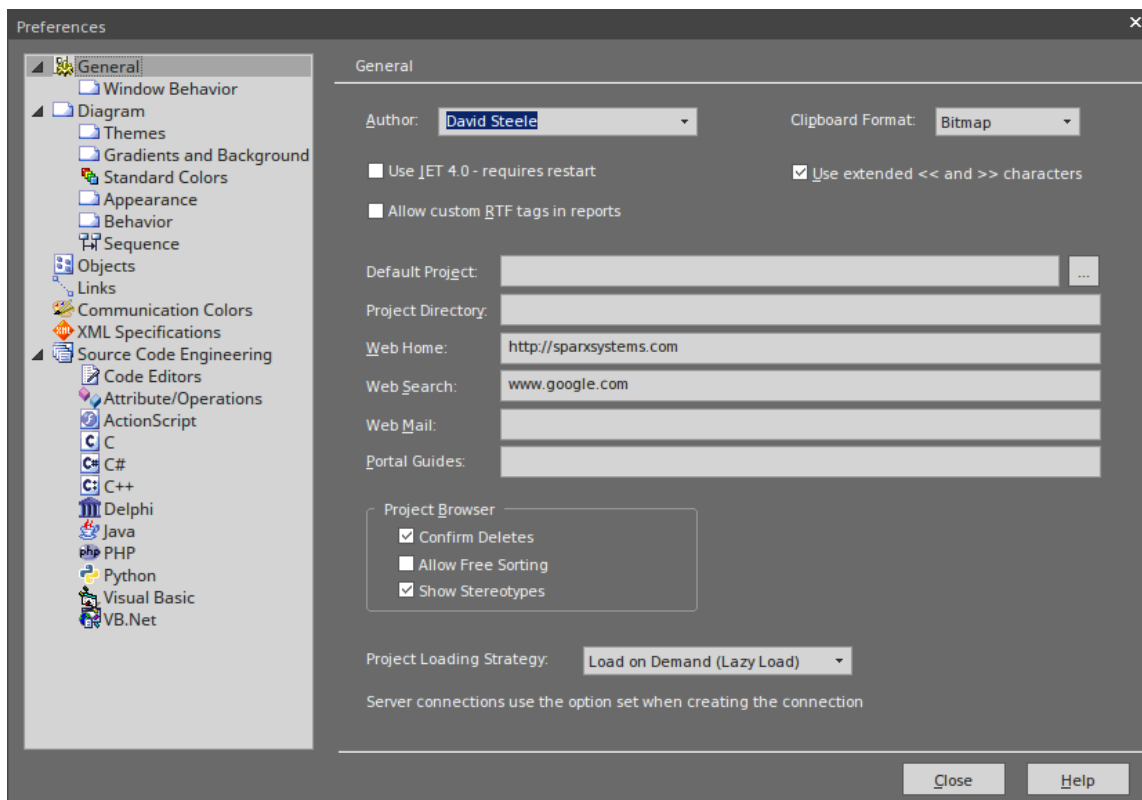 Preferences
General
Window Behavior
Diagram
Themes
Gradients and Background
Standard Colors
Appearance
Behavior
Sequence
Objects
Links
Communication Colors
XML Specifications
Source Code Engineering
Code Editors
Attribute/Operations
ActionScript
C
C#
C++
Delphi
Java
php PHP
Python
Visual Basic
VB.Net
General
Author: David Steele Clipboard Format: Bitmap
Use JET 4.0 - requires restart Use extended << and >> characters
Allow custom RTF tags in reports
Default Project: ...
Project Directory:
Web Home: http://sparxsystems.com
Web Search: www.google.com
Web Mail:
Portal Guides:
Project Browser
Confirm Deletes
Allow Free Sorting
Show Stereotypes
Project Loading Strategy: Load on Demand (Lazy Load)
Server connections use the option set when creating the connection
Close Help